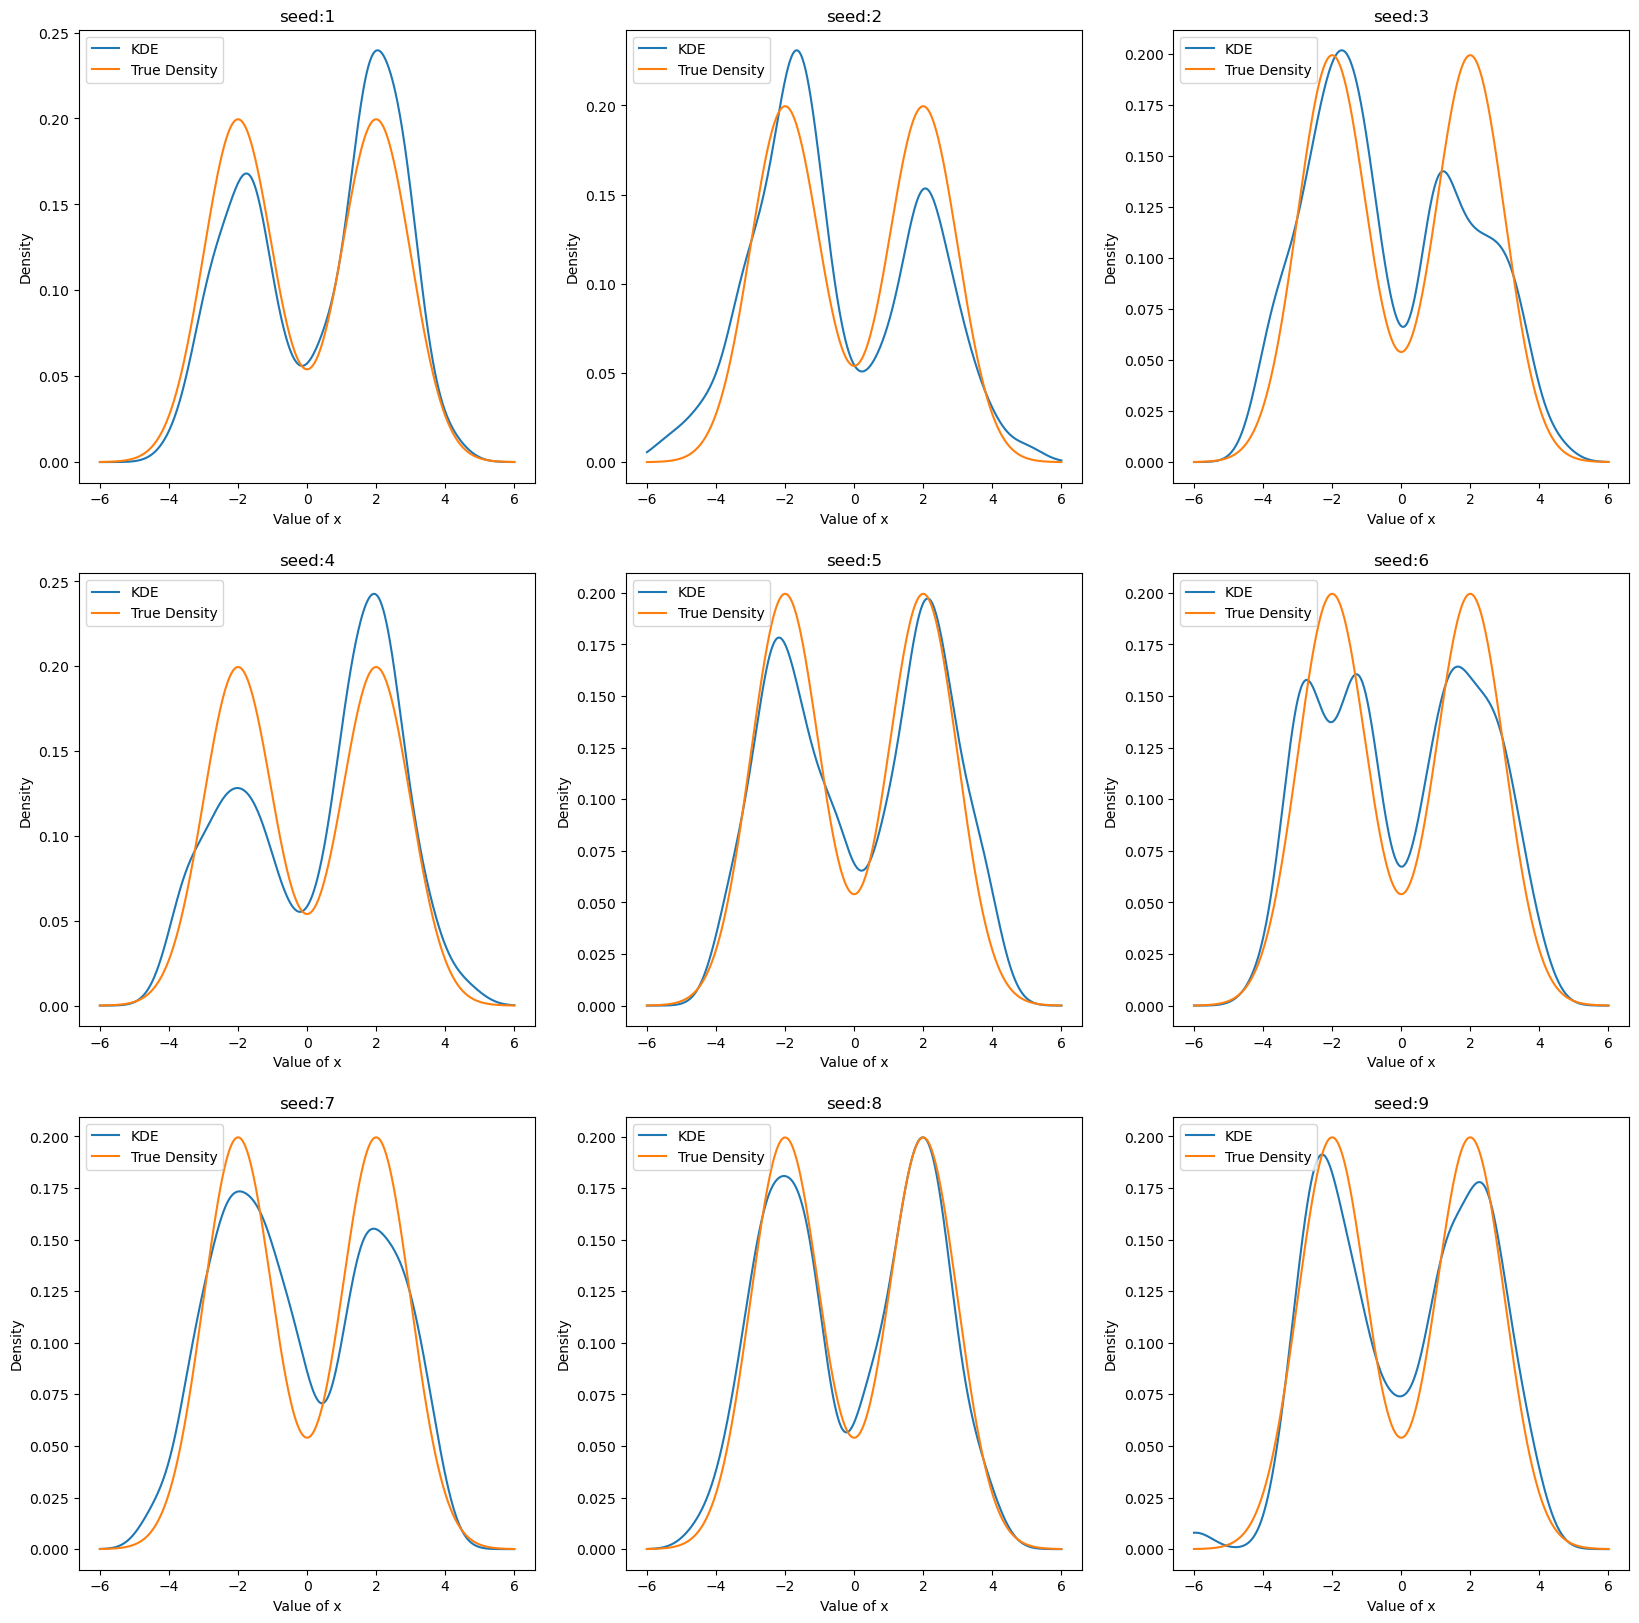 seed:1
KDE
True Density
0.25
0.20
0.15
0.10
0.05
0.00
Density
−6 −4 −2 0 2 4 6
Value of x
seed:2
KDE
True Density
0.20
0.15
0.10
0.05
0.00
Density
−6 −4 −2 0 2 4 6
Value of x
seed:3
KDE
True Density
0.200
0.175
0.150
0.125
0.100
0.075
0.050
0.025
0.000
Density
−6 −4 −2 0 2 4 6
Value of x
seed:4
KDE
True Density
0.25
0.20
0.15
0.10
0.05
0.00
Density
−6 −4 −2 0 2 4 6
Value of x
seed:5
KDE
True Density
0.200
0.175
0.150
0.125
0.100
0.075
0.050
0.025
0.000
Density
−6 −4 −2 0 2 4 6
Value of x
seed:6
KDE
True Density
0.200
0.175
0.150
0.125
0.100
0.075
0.050
0.025
0.000
Density
−6 −4 −2 0 2 4 6
Value of x
seed:7
KDE
True Density
0.200
0.175
0.150
0.125
0.100
0.075
0.050
0.025
0.000
Density
−6 −4 −2 0 2 4 6
Value of x
seed:8
KDE
True Density
0.200
0.175
0.150
0.125
0.100
0.075
0.050
0.025
0.000
Density
−6 −4 −2 0 2 4 6
Value of x
seed:9
KDE
True Density
0.200
0.175
0.150
0.125
0.100
0.075
0.050
0.025
0.000
Density
−6 −4 −2 0 2 4 6
Value of x